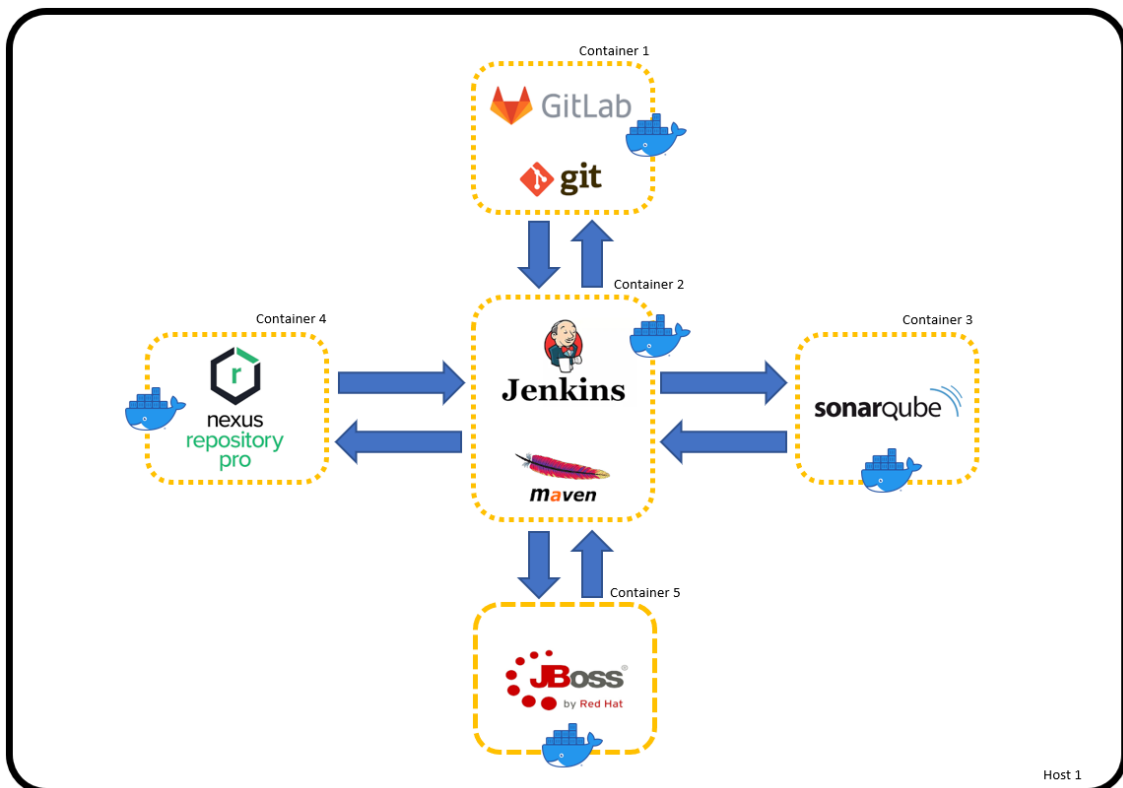 Container 1
GitLab
git
Container 2
Container 4
Container 3
r
nexus
repository
pro
Jenkins
sonarqube
maven
Container 5
JBoss®
by Red Hat
Host 1